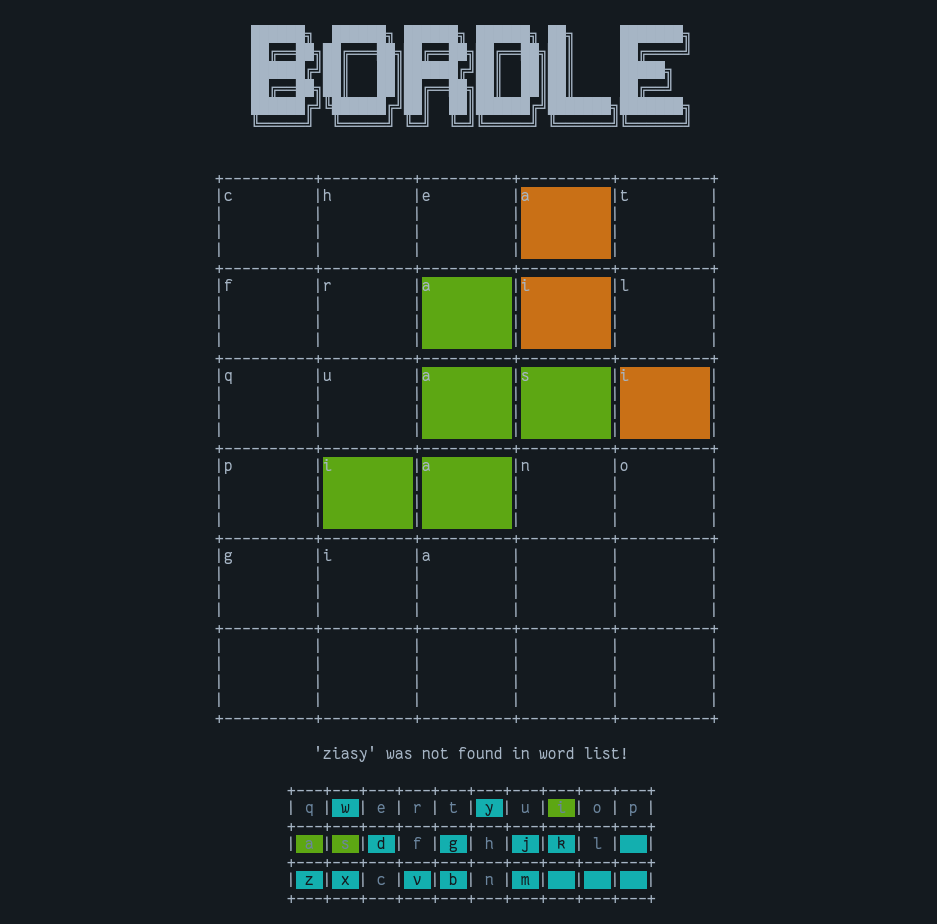 BORDLE
c h e a t
f r a i l
q u a s i
p i a n o
g i a
'ziasy' was not found in word list!
q w e r t y u i o p
a s d f g h j k l
z x c v b n m